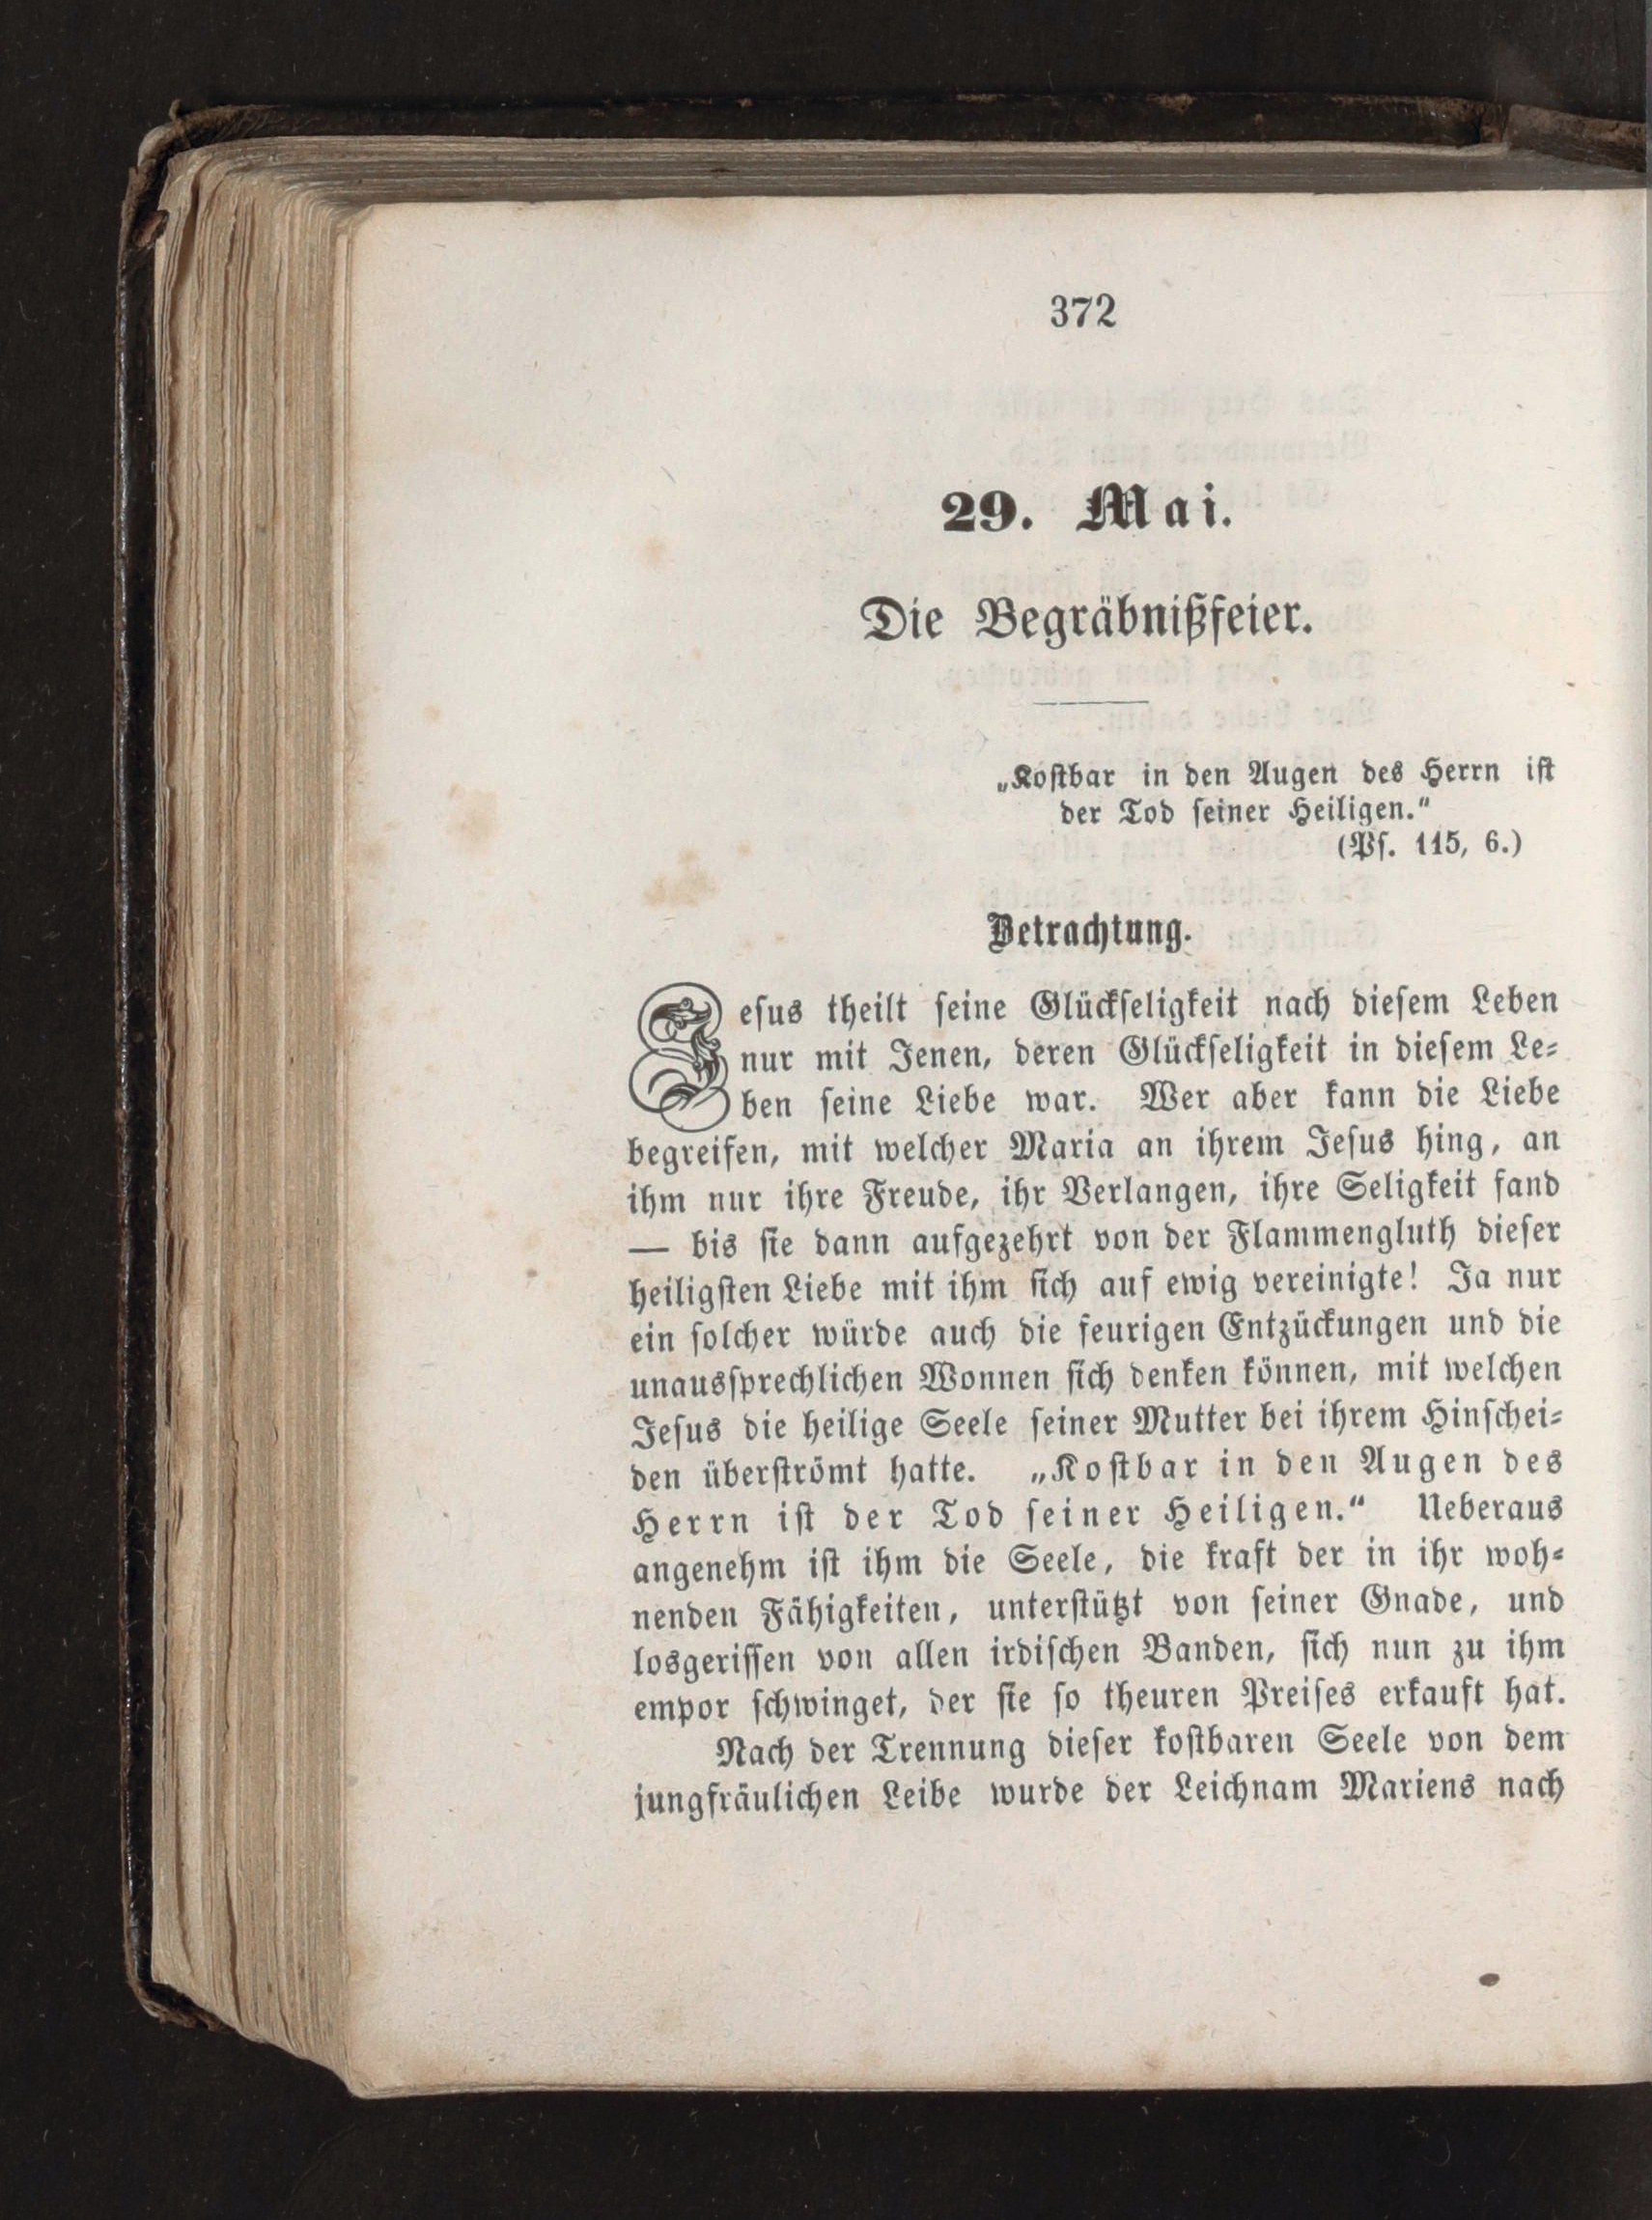 372
29. Mai.
Die Begräbnißfeier.
„Kostbar in den Augen des Herrn ist
der Tod seiner Heiligen.“
(Ps. 115, 6.)
Betrachtung.
Jesus theilt seine Glückseligkeit nach diesem Leben
nur mit Jenen, deren Glückseligkeit in diesem Le-
ben seine Liebe war. Wer aber kann die Liebe
begreifen, mit welcher Maria an ihrem Jesus hing, an
ihm nur ihre Freude, ihr Verlangen, ihre Seligkeit fand
— bis sie dann aufgezehrt von der Flammengluth dieser
heiligsten Liebe mit ihm sich auf ewig vereinigte! Ja nur
ein solcher würde auch die feurigen Entzückungen und die
unaussprechlichen Wonnen sich denken können, mit welchen
Jesus die heilige Seele seiner Mutter bei ihrem Hinschei-
den überströmt hatte. „Kostbar in den Augen des
Herrn ist der Tod seiner Heiligen.“ Ueberaus
angenehm ist ihm die Seele, die kraft der in ihr woh-
nenden Fähigkeiten, unterstützt von seiner Gnade, und
losgerissen von allen irdischen Banden, sich nun zu ihm
empor schwinget, der sie so theuren Preises erkauft hat.
Nach der Trennung dieser kostbaren Seele von dem
jungfräulichen Leibe wurde der Leichnam Mariens nach